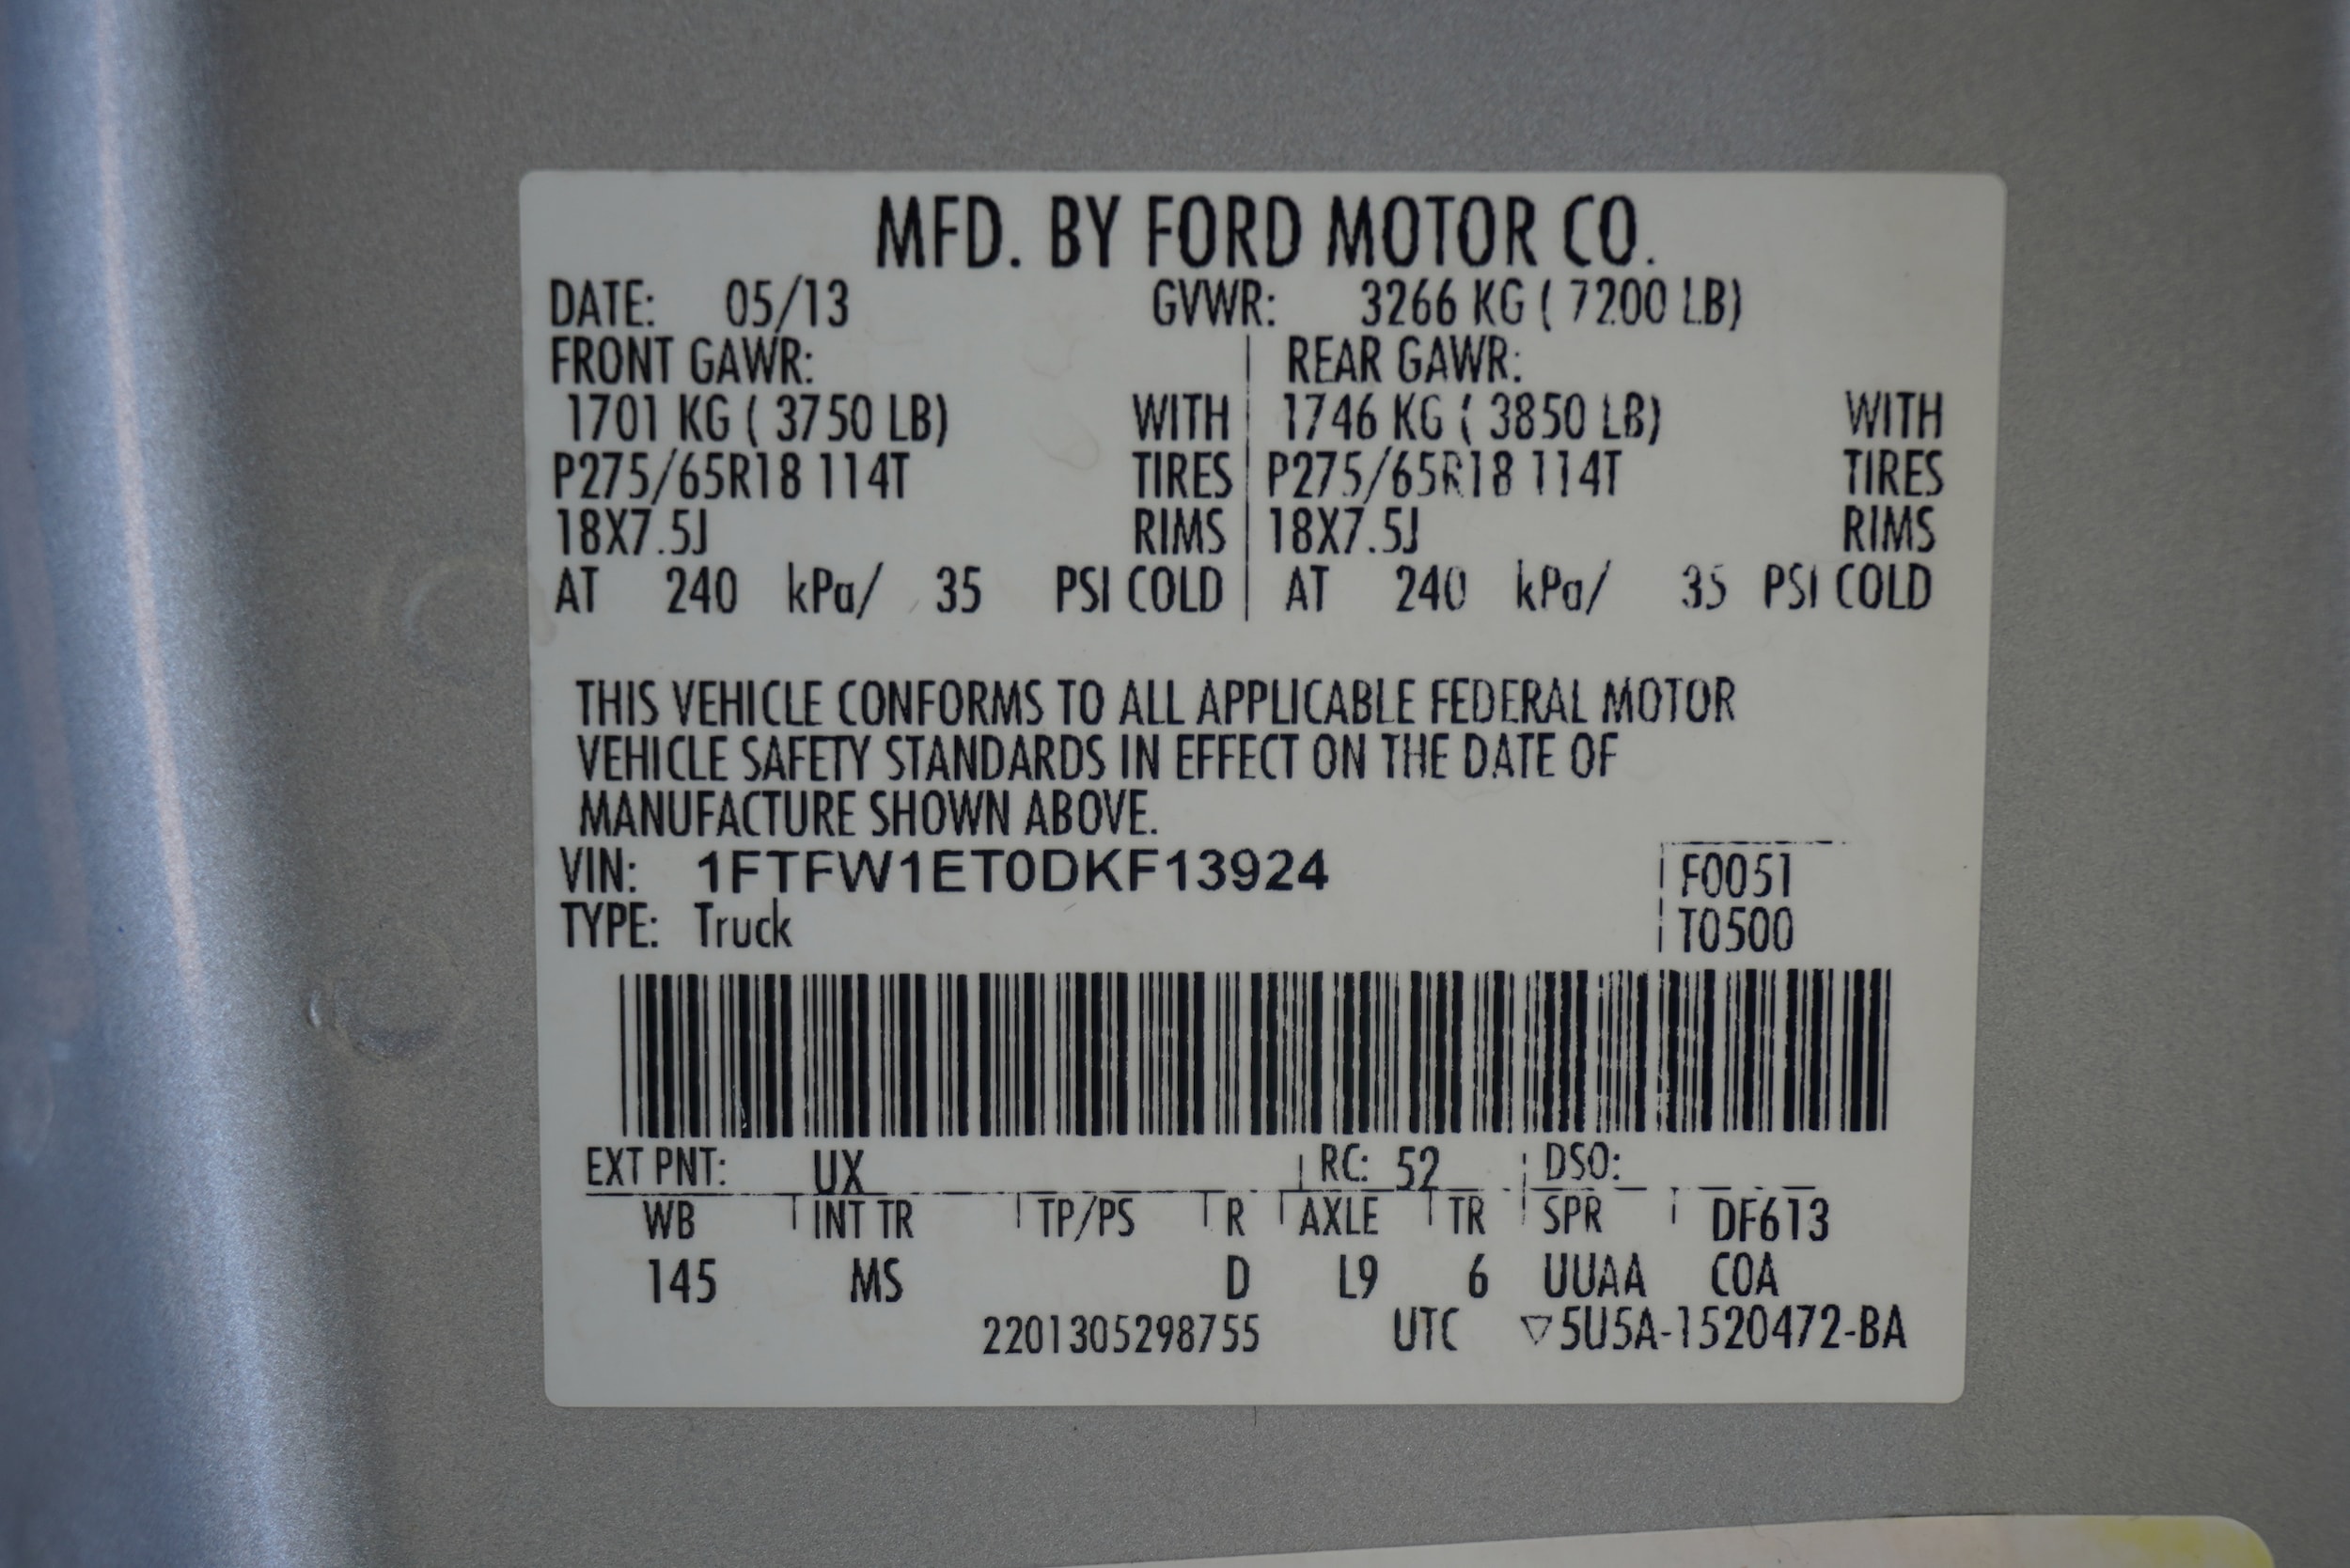 MFD. BY FORD MOTOR CO.
DATE: 05/13 GVWR: 3266 KG ( 7200 LB)
FRONT GAWR: REAR GAWR:
1701 KG ( 3750 LB) WITH 1746 KG ( 3850 LB) WITH
P275/65R18 114T TIRES P275/65R18 114T TIRES
18X7.5J RIMS 18X7.5J RIMS
AT 240 kPa/ 35 PSI COLD AT 240 kPa/ 35 PSI COLD
THIS VEHICLE CONFORMS TO ALL APPLICABLE FEDERAL MOTOR
VEHICLE SAFETY STANDARDS IN EFFECT ON THE DATE OF
MANUFACTURE SHOWN ABOVE.
VIN: 1FTFW1ET0DKF13924 F0051
TYPE: Truck T0500
EXT PNT: UX RC: 52 DSO:
WB INT TR TP/PS R AXLE TR SPR DF613
145 MS D L9 6 UUAA COA
2201305298755 UTC ▽5U5A-1520472-BA